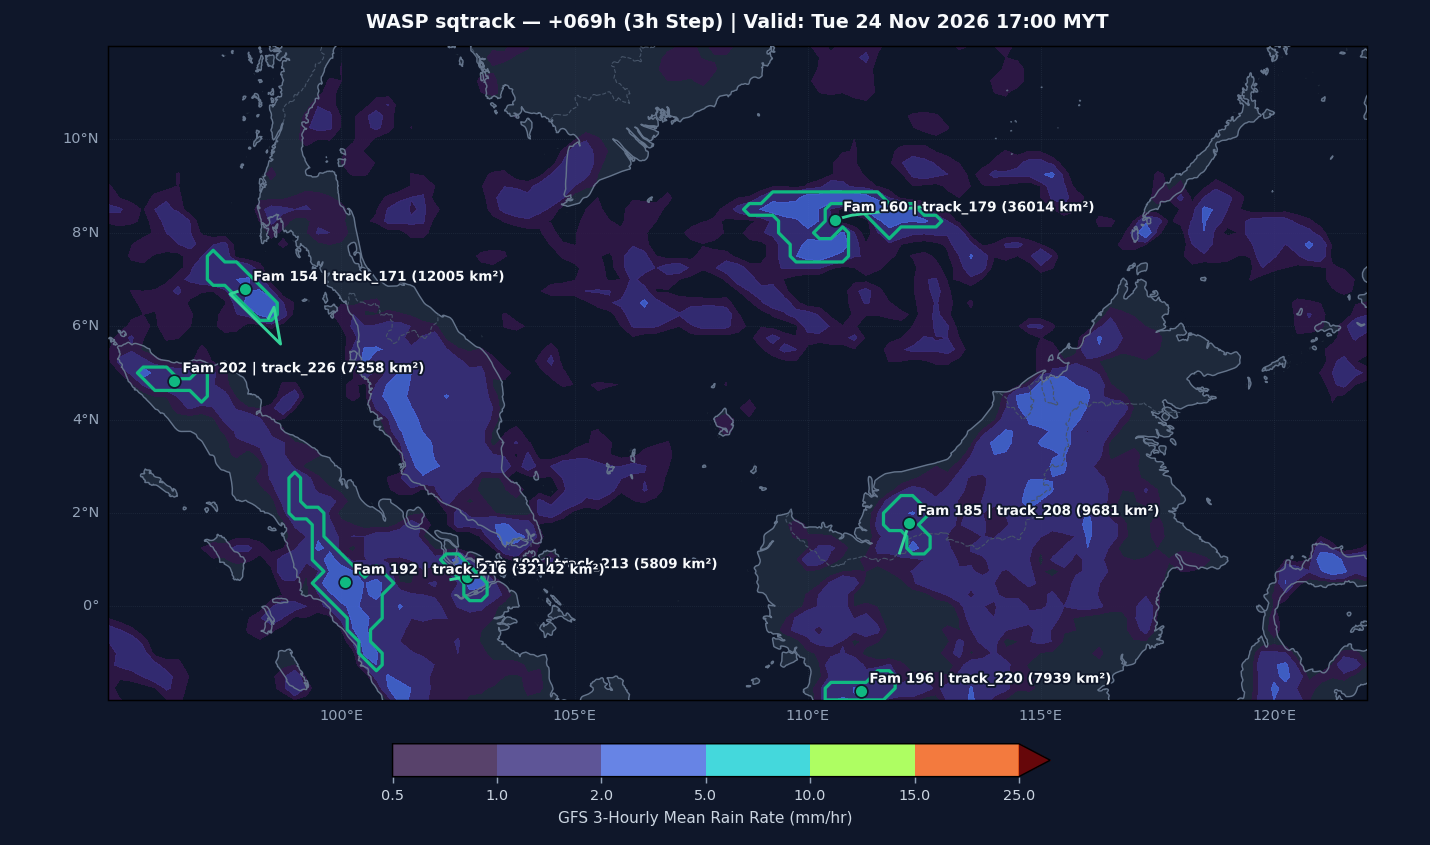 WASP sqtrack — +069h (3h Step) | Valid: Tue 24 Nov 2026 17:00 MYT
10°N
8°N
6°N
4°N
2°N
0°
Fam 160 | track_179 (36014 km²)
Fam 154 | track_171 (12005 km²)
Fam 202 | track_226 (7358 km²)
Fam 185 | track_208 (9681 km²)
213 (5809 km²)
Fam 192 | track_216 (32142 km²)
Fam 196 | track_220 (7939 km²)
100°E 105°E 110°E 115°E 120°E
0.5 1.0 2.0 5.0 10.0 15.0 25.0
GFS 3-Hourly Mean Rain Rate (mm/hr)